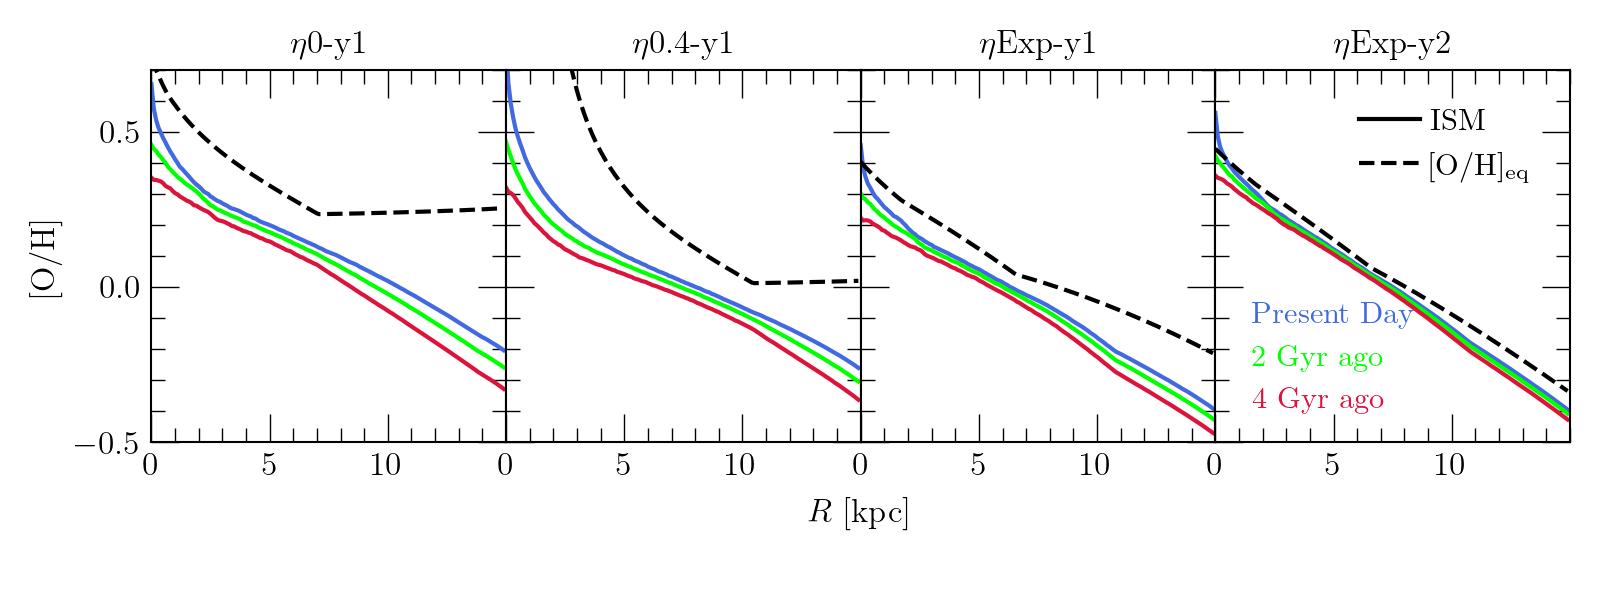 η0-y1 η0.4-y1 ηExp-y1 ηExp-y2
[O/H]
0.5
0.0
−0.5
ISM
[O/H]eq
Present Day
2 Gyr ago
4 Gyr ago
0 5 10 0 5 10 0 5 10 0 5 10
R [kpc]